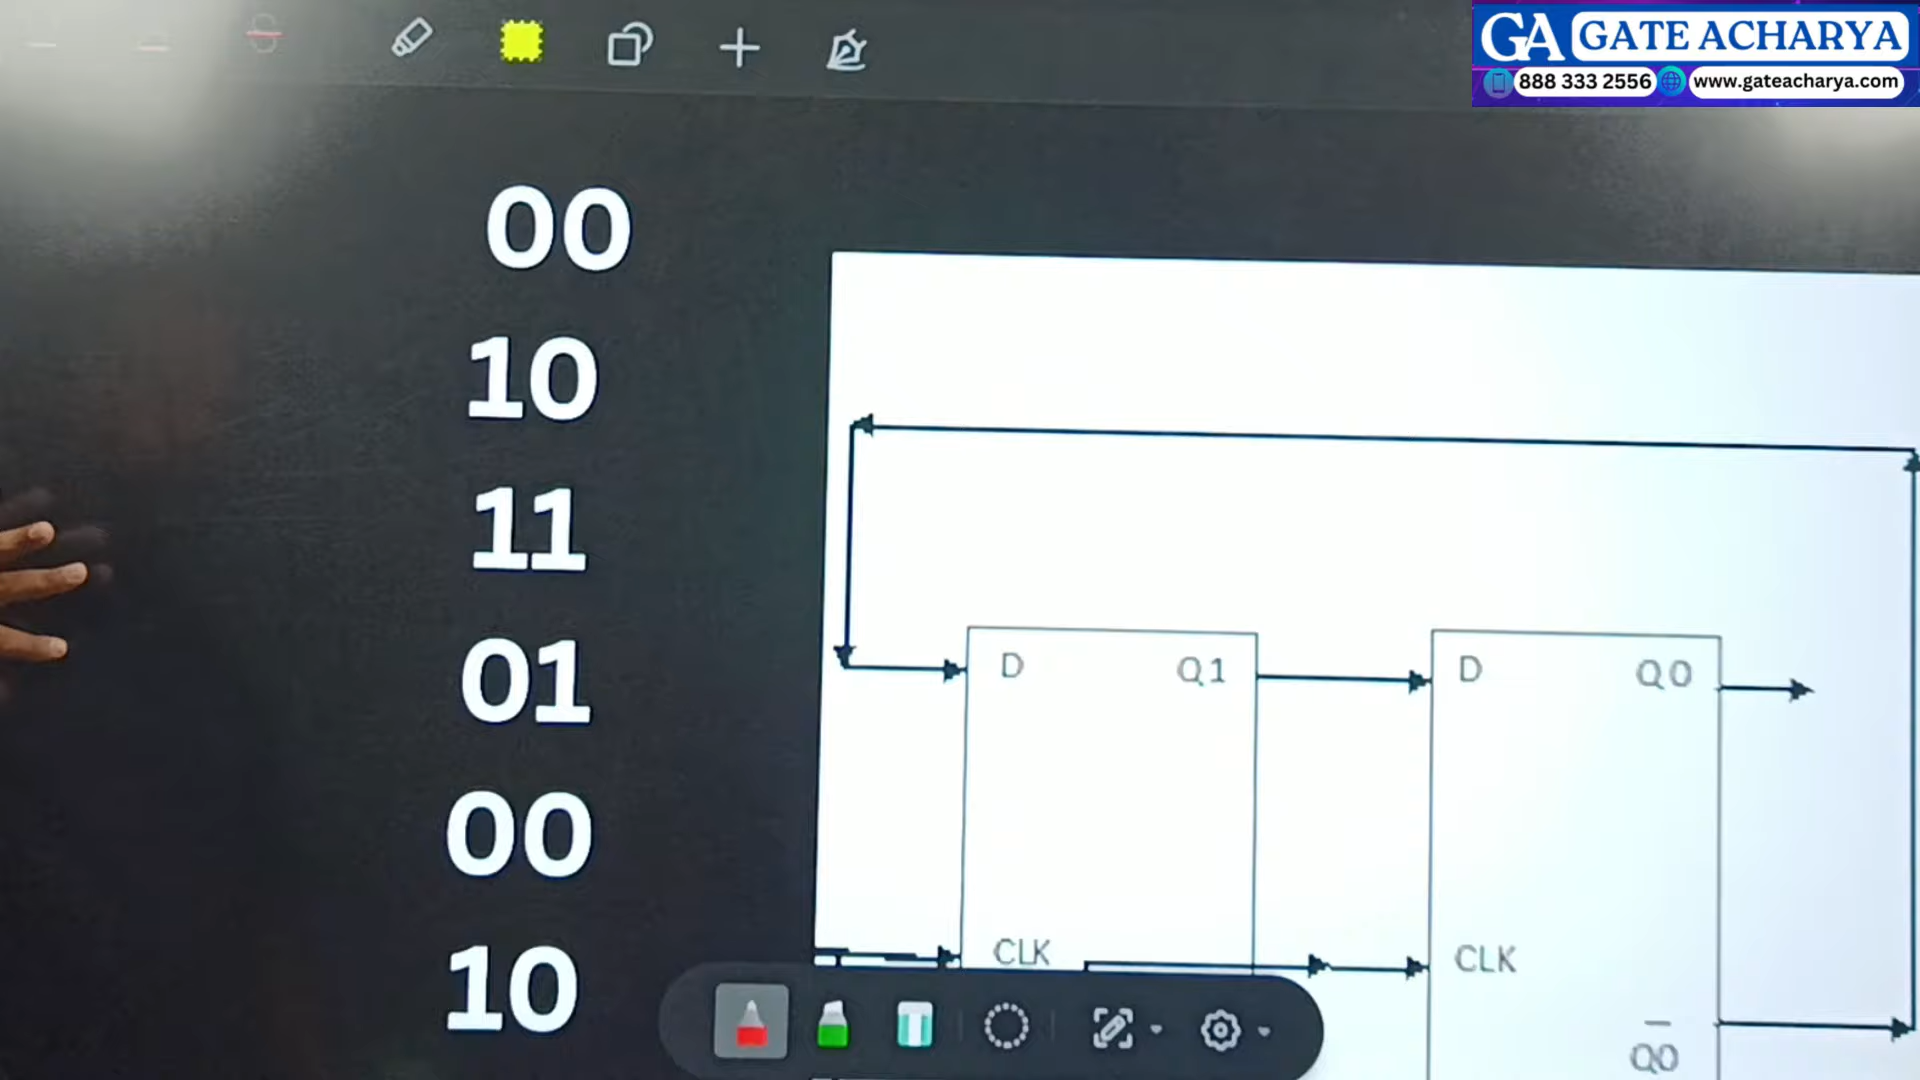 GA GATE ACHARYA
888 333 2556 www.gateacharya.com
00
10
11
01
00
10
D Q1 D Q0
CLK CLK
Q0